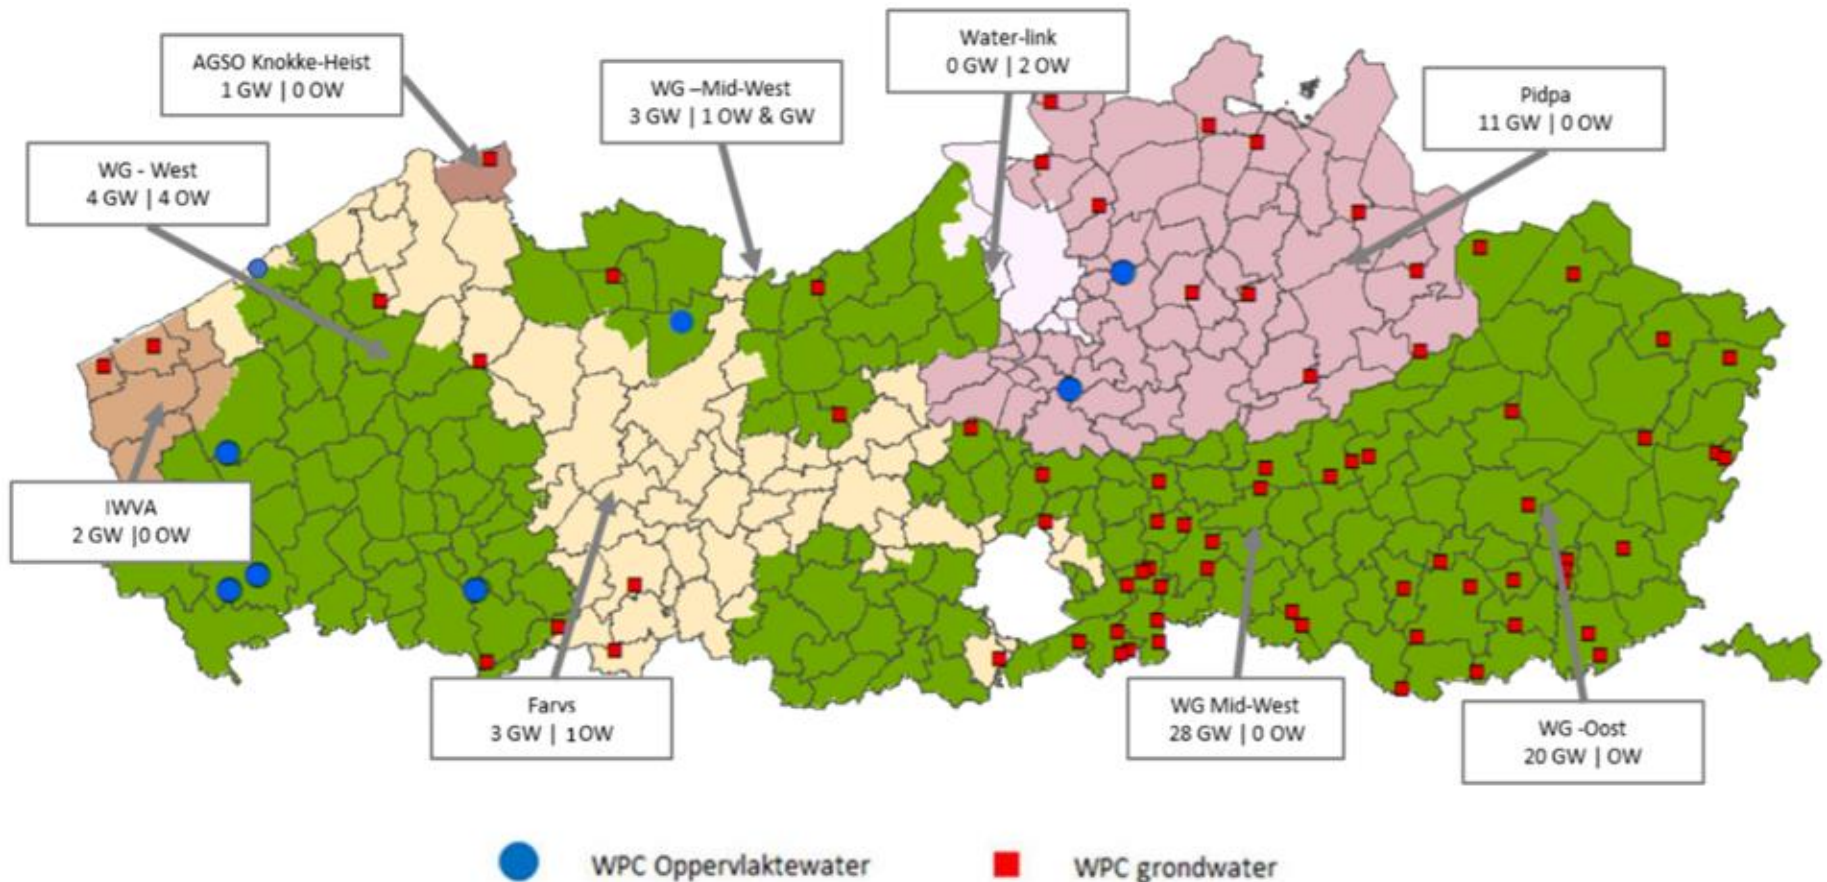 Water-link
0 GW | 2 OW
AGSO Knokke-Heist
1 GW | 0 OW
WG –Mid-West
3 GW | 1 OW & GW
Pidpa
11 GW | 0 OW
WG - West
4 GW | 4 OW
IWVA
2 GW |0 OW
Farvs
3 GW | 1OW
WG Mid-West
28 GW | 0 OW
WG -Oost
20 GW | OW
WPC Oppervlaktewater
WPC grondwater